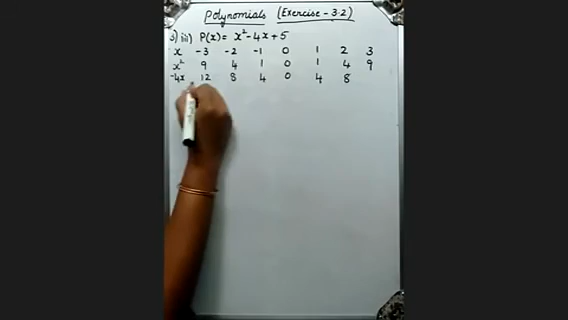 Polynomials (Exercise - 3.2)
3) iii) P(x) = x² - 4x + 5
x -3 -2 -1 0 1 2 3
x² 9 4 1 0 1 4 9
-4x 12 8 4 0 4 8